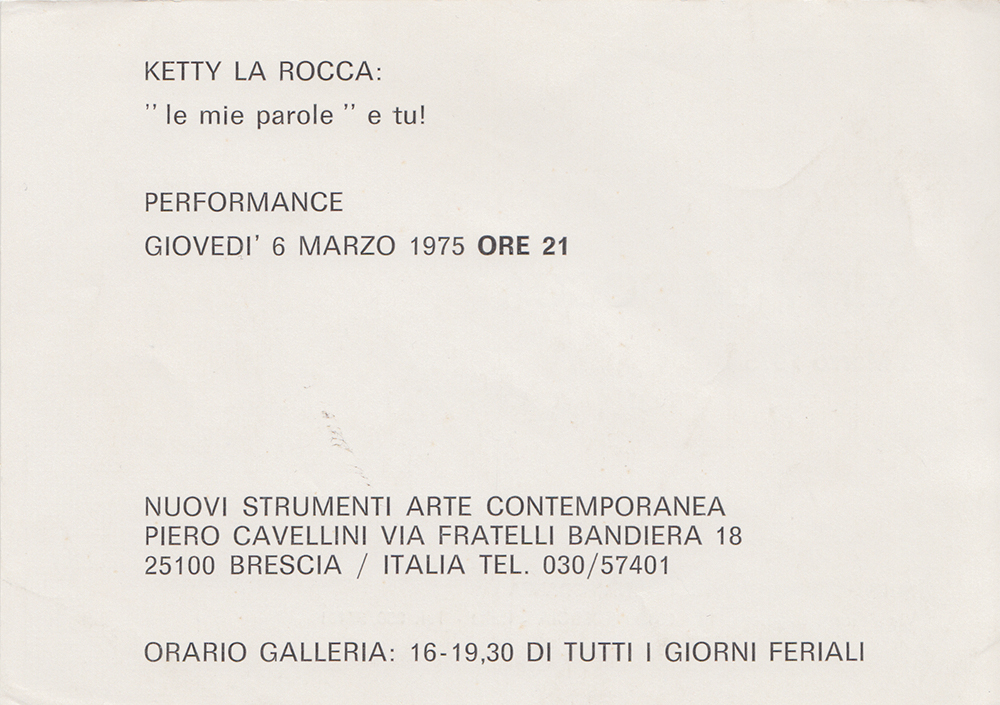 KETTY LA ROCCA:
" le mie parole " e tu!
PERFORMANCE
GIOVEDI' 6 MARZO 1975 ORE 21
NUOVI STRUMENTI ARTE CONTEMPORANEA
PIERO CAVELLINI VIA FRATELLI BANDIERA 18
25100 BRESCIA / ITALIA TEL. 030/57401
ORARIO GALLERIA: 16-19,30 DI TUTTI I GIORNI FERIALI